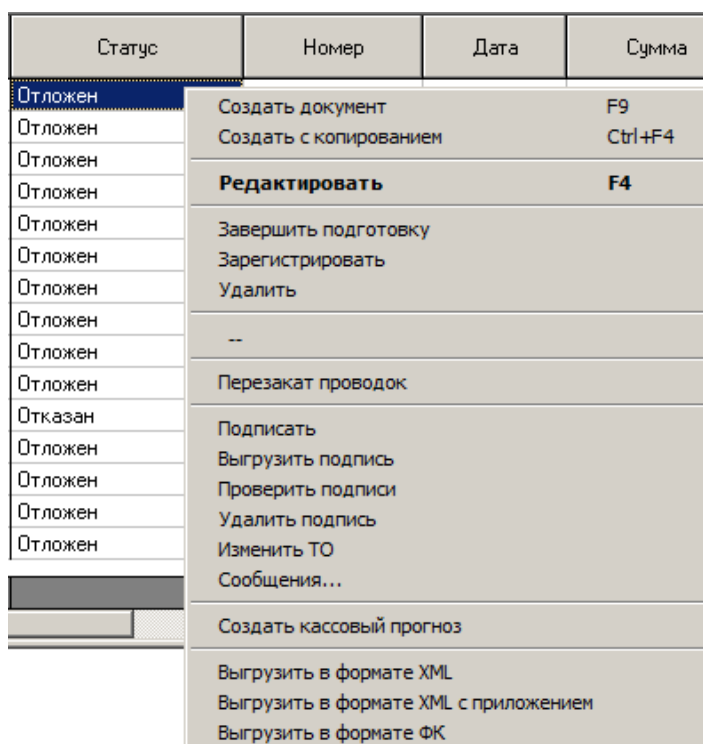 Статус Номер Дата Сумма
Отложен
Создать документ F9
Отложен
Создать с копированием Ctrl+F4
Отложен
Редактировать F4
Отложен
Отложен
Завершить подготовку
Отложен
Зарегистрировать
Отложен
Удалить
Отложен
--
Отложен
Отложен
Перезакат проводок
Отказан
Подписать
Отложен
Выгрузить подпись
Отложен
Проверить подписи
Отложен
Удалить подпись
Отложен
Изменить ТО
Сообщения...
Создать кассовый прогноз
Выгрузить в формате XML
Выгрузить в формате XML с приложением
Выгрузить в формате ФК